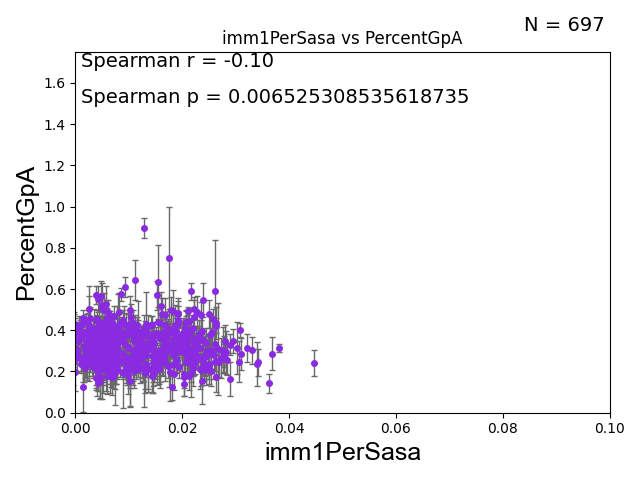 N = 697
imm1PerSasa vs PercentGpA
Spearman r = -0.10
Spearman p = 0.006525308535618735
PercentGpA
1.6
1.4
1.2
1.0
0.8
0.6
0.4
0.2
0.0
0.00 0.02 0.04 0.06 0.08 0.10
imm1PerSasa